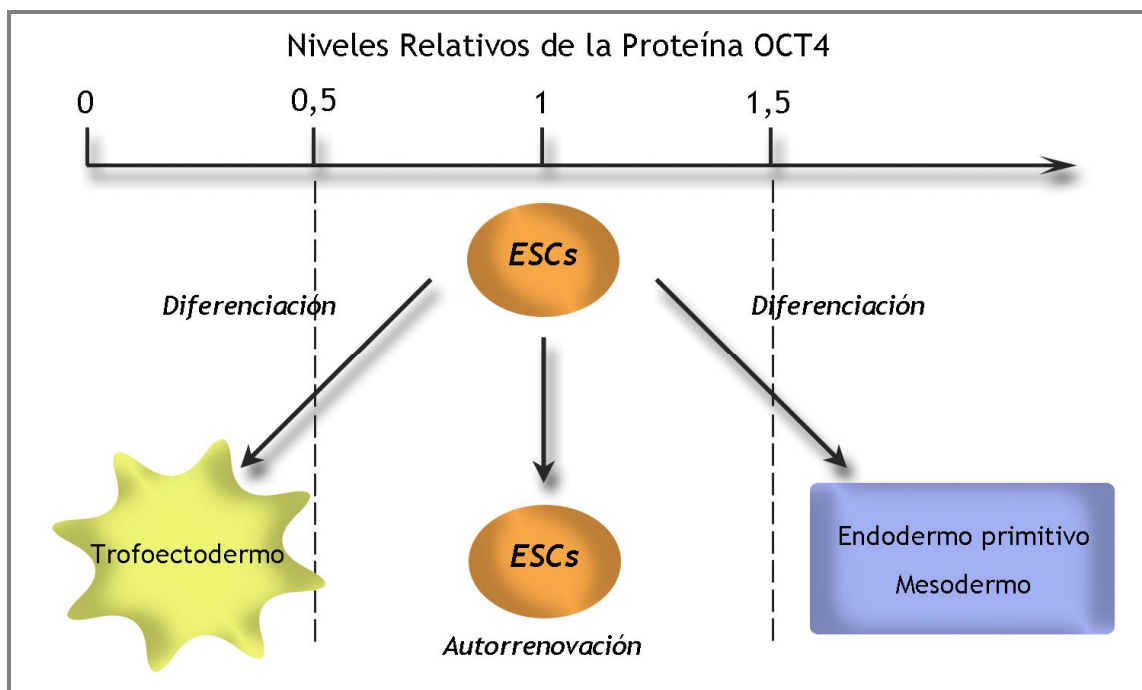 Niveles Relativos de la Proteína OCT4
0 0,5 1 1,5
ESCs
Diferenciación Diferenciación
Trofoectodermo
ESCs
Endodermo primitivo
Mesodermo
Autorrenovación